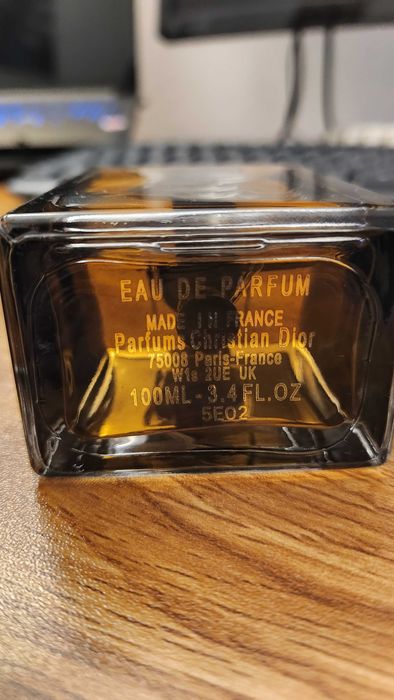 EAU DE PARFUM
MADE IN FRANCE
Parfums Christian Dior
75008 Paris-France
W1s 2UE UK
100ML-3.4 FL.OZ
5E02